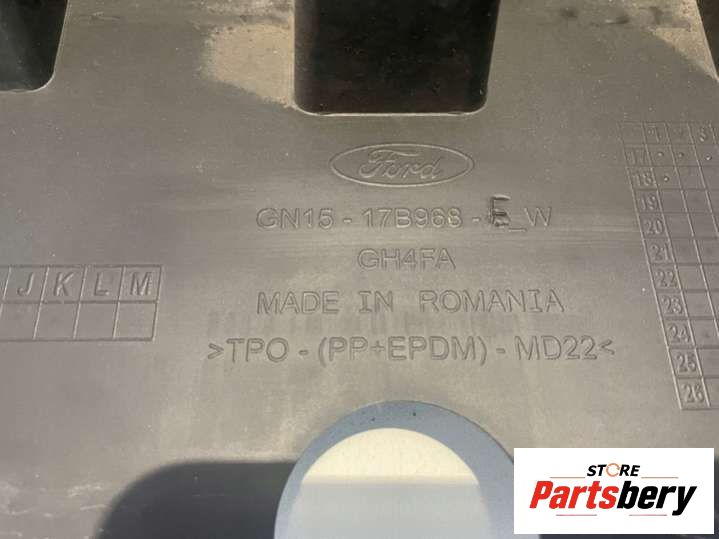 Ford
GN15 - 17B968 - E_W
GH4FA
MADE IN ROMANIA
>TPO - (PP+EPDM) - MD22<
J K L M
17
18
19
20
21
22
23
24
25
26
STORE
Partsbery